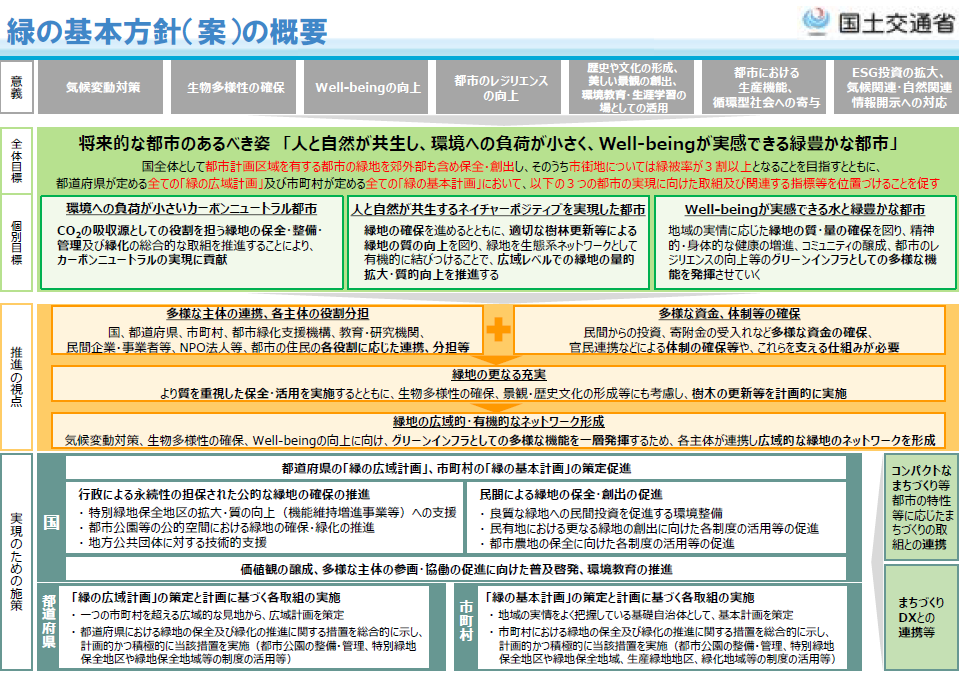 緑の基本方針(案)の概要
国土交通省
意義
気候変動対策
生物多様性の確保
Well-beingの向上
都市のレジリエンス
の向上
歴史や文化の形成、
美しい景観の創出、
環境教育・生涯学習の
場としての活用
都市における
生産機能、
循環型社会への寄与
ESG投資の拡大、
気候関連・自然関連
情報開示への対応
全体目標
将来的な都市のあるべき姿 「人と自然が共生し、環境への負荷が小さく、Well-beingが実感できる緑豊かな都市」
国全体として都市計画区域を有する都市の緑地を郊外部も含め保全・創出し、そのうち市街地については緑被率が3割以上となることを目指すとともに、
都道府県が定める全ての「緑の広域計画」及び市町村が定める全ての「緑の基本計画」において、以下の3つの都市の実現に向けた取組及び関連する指標等を位置づけることを促す
個別目標
環境への負荷が小さいカーボンニュートラル都市
CO2の吸収源としての役割を担う緑地の保全・整備・
管理及び緑化の総合的な取組を推進することにより、
カーボンニュートラルの実現に貢献
人と自然が共生するネイチャーポジティブを実現した都市
緑地の確保を進めるとともに、適切な樹林更新等による
緑地の質の向上を図り、緑地を生態系ネットワークとして
有機的に結びつけることで、広域レベルでの緑地の量的
拡大・質的向上を推進する
Well-beingが実感できる水と緑豊かな都市
地域の実情に応じた緑地の質・量の確保を図り、精神
的・身体的な健康の増進、コミュニティの醸成、都市のレ
ジリエンスの向上等のグリーンインフラとしての多様な機
能を発揮させていく
推進の視点
多様な主体の連携、各主体の役割分担
国、都道府県、市町村、都市緑化支援機構、教育・研究機関、
民間企業・事業者等、NPO法人等、都市の住民の各役割に応じた連携、分担等
多様な資金、体制等の確保
民間からの投資、寄附金の受入れなど多様な資金の確保、
官民連携などによる体制の確保等や、これらを支える仕組みが必要
緑地の更なる充実
より質を重視した保全・活用を実施するとともに、生物多様性の確保、景観・歴史文化の形成等にも考慮し、樹木の更新等を計画的に実施
緑地の広域的・有機的なネットワーク形成
気候変動対策、生物多様性の確保、Well-beingの向上に向け、グリーンインフラとしての多様な機能を一層発揮するため、各主体が連携し広域的な緑地のネットワークを形成
実現のための施策
国
都道府県の「緑の広域計画」、市町村の「緑の基本計画」の策定促進
行政による永続性の担保された公的な緑地の確保の推進
・特別緑地保全地区の拡大・質の向上(機能維持増進事業等)への支援
・都市公園等の公的空間における緑地の確保・緑化の推進
・地方公共団体に対する技術的支援
民間による緑地の保全・創出の促進
・良質な緑地への民間投資を促進する環境整備
・民有地における更なる緑地の創出に向けた各制度の活用等の促進
・都市農地の保全に向けた各制度の活用等の促進
価値観の醸成、多様な主体の参画・協働の促進に向けた普及啓発、環境教育の推進
都道府県
「緑の広域計画」の策定と計画に基づく各取組の実施
・一つの市町村を超える広域的な見地から、広域計画を策定
・都道府県における緑地の保全及び緑化の推進に関する措置を総合的に示し、
計画的かつ積極的に当該措置を実施(都市公園の整備・管理、特別緑地
保全地区や緑地保全地域等の制度の活用等)
市町村
「緑の基本計画」の策定と計画に基づく各取組の実施
・地域の実情をよく把握している基礎自治体として、基本計画を策定
・市町村における緑地の保全及び緑化の推進に関する措置を総合的に示し、
計画的かつ積極的に当該措置を実施(都市公園の整備・管理、特別緑地
保全地区や緑地保全地域、生産緑地地区、緑化地域等の制度の活用等)
コンパクトな
まちづくり等
都市の特性
等に応じたま
ちづくりの取
組との連携
まちづくり
DXとの
連携等